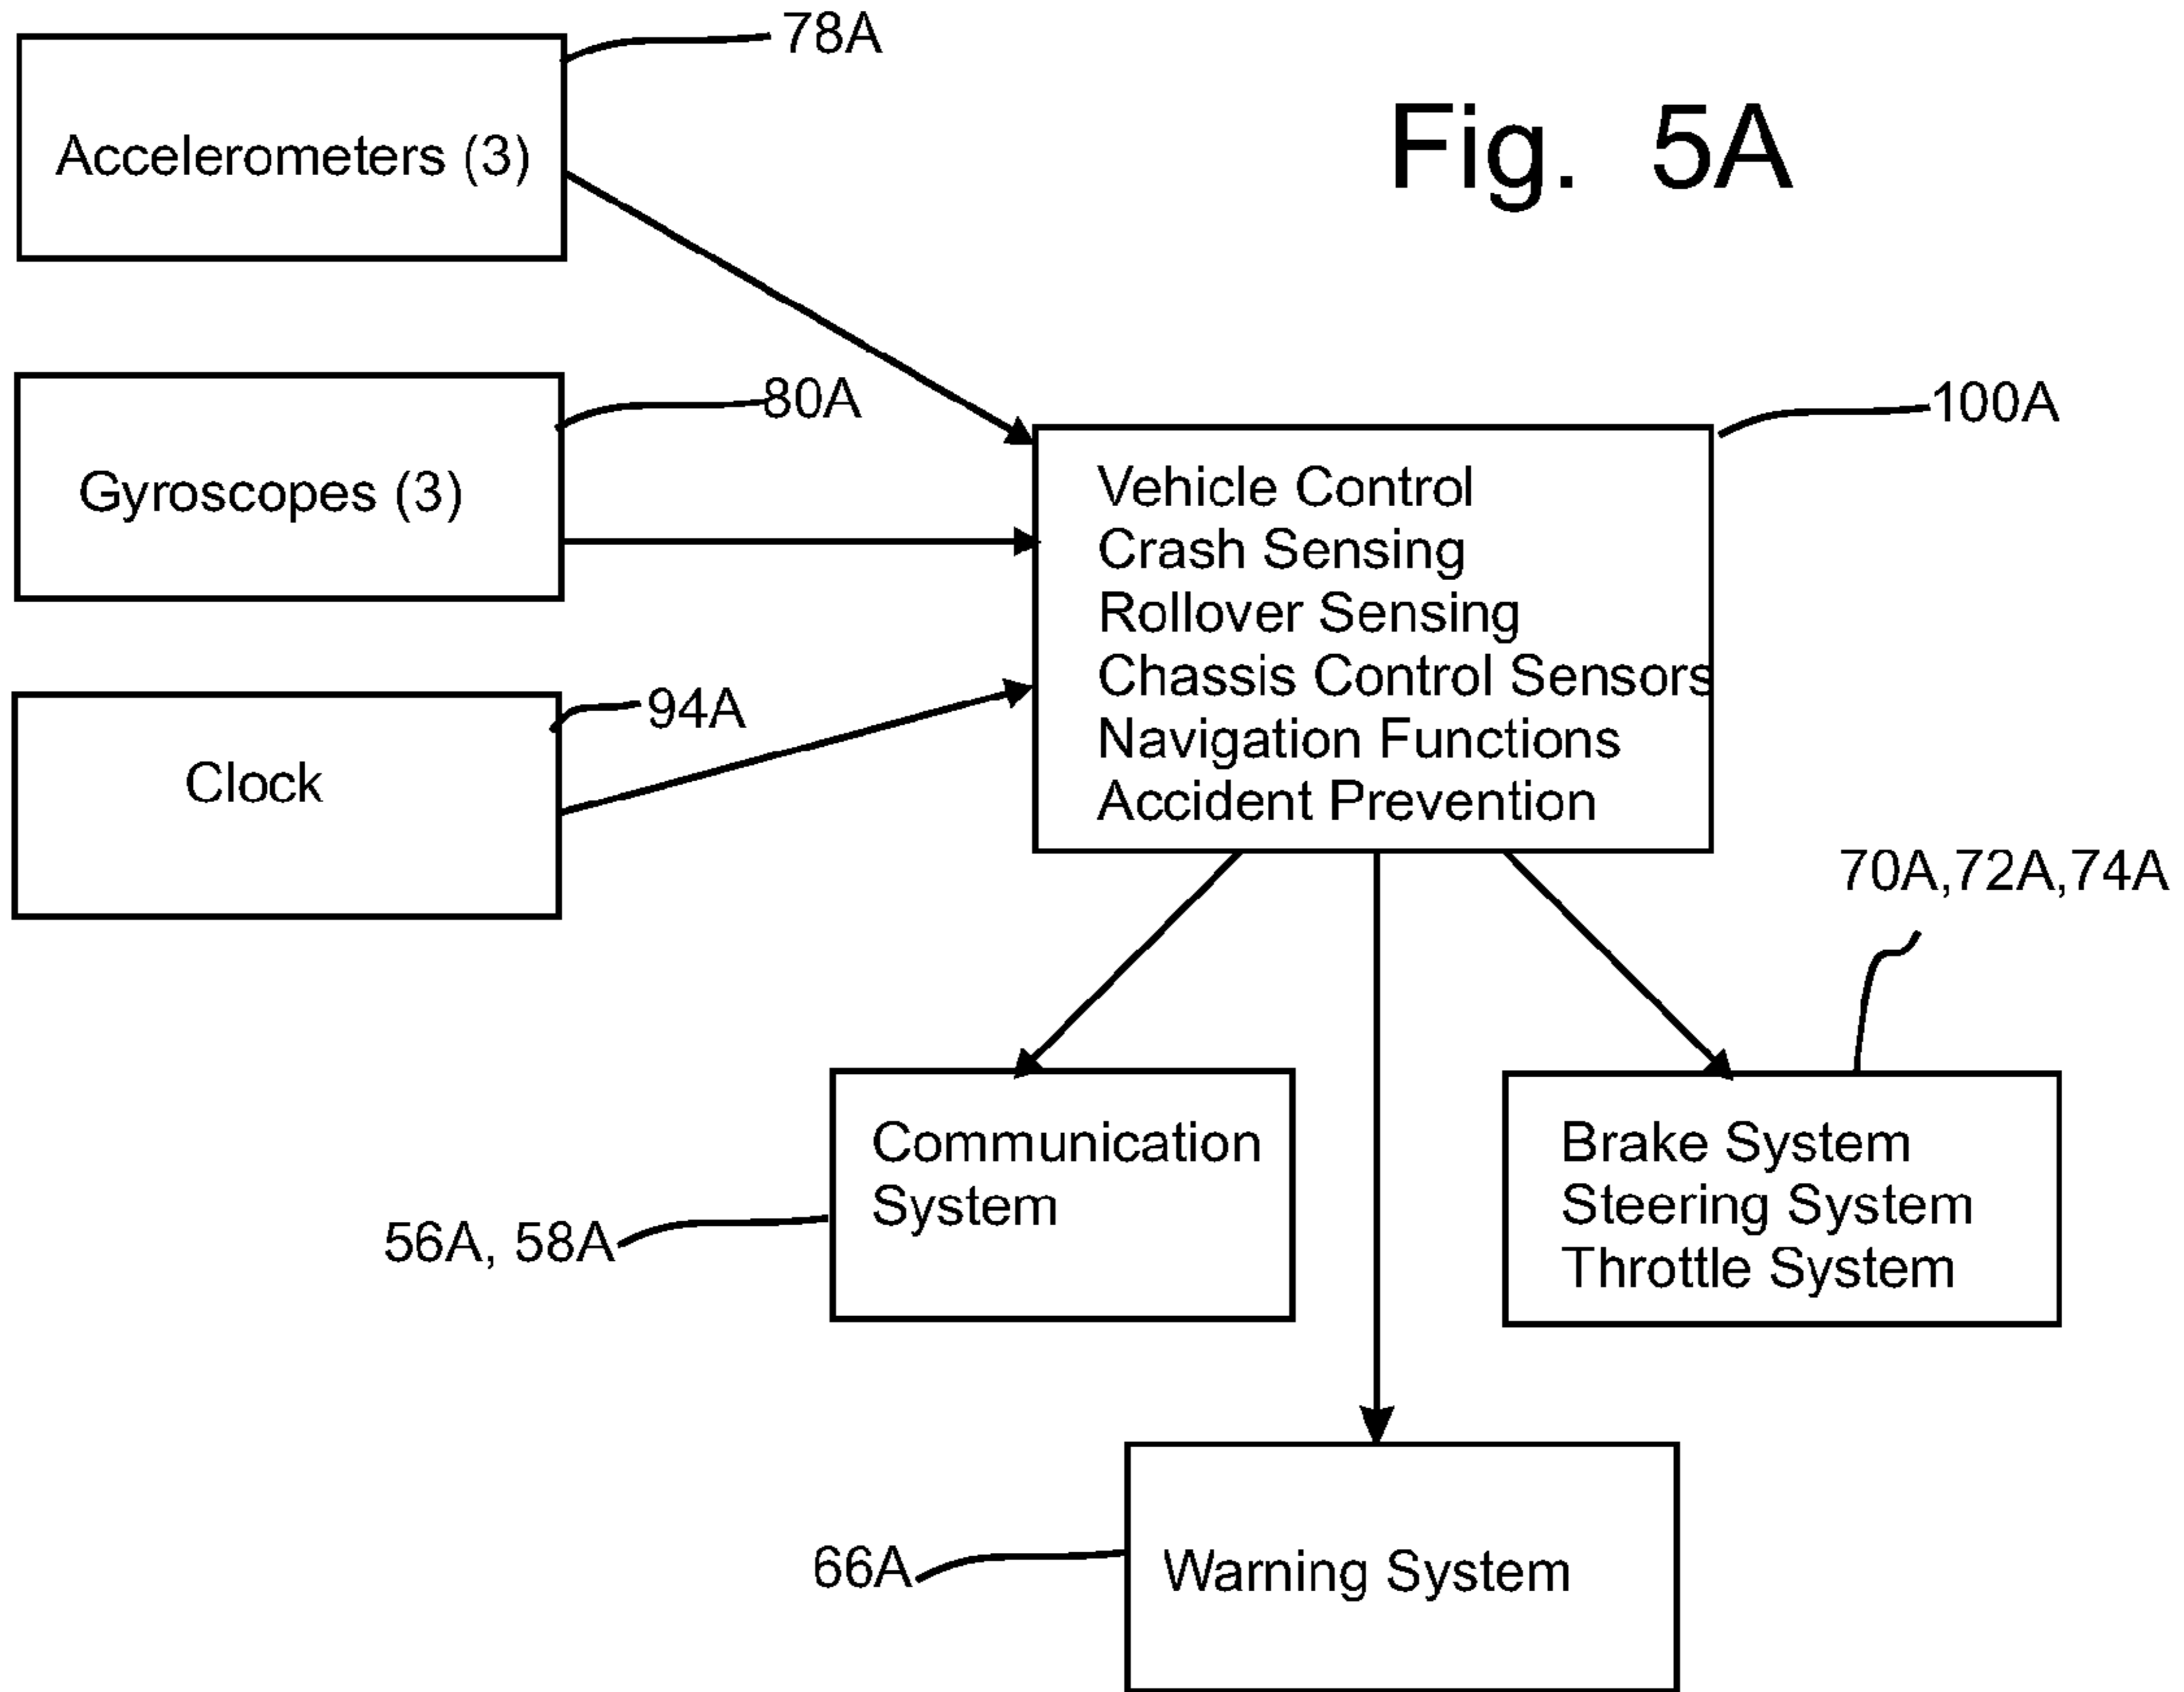 78A
Fig. 5A
Accelerometers (3)
80A
100A
Gyroscopes (3)
Vehicle Control
Crash Sensing
Rollover Sensing
Chassis Control Sensors
Navigation Functions
Accident Prevention
94A
Clock
70A,72A,74A
Communication
System
56A, 58A
Brake System
Steering System
Throttle System
66A
Warning System